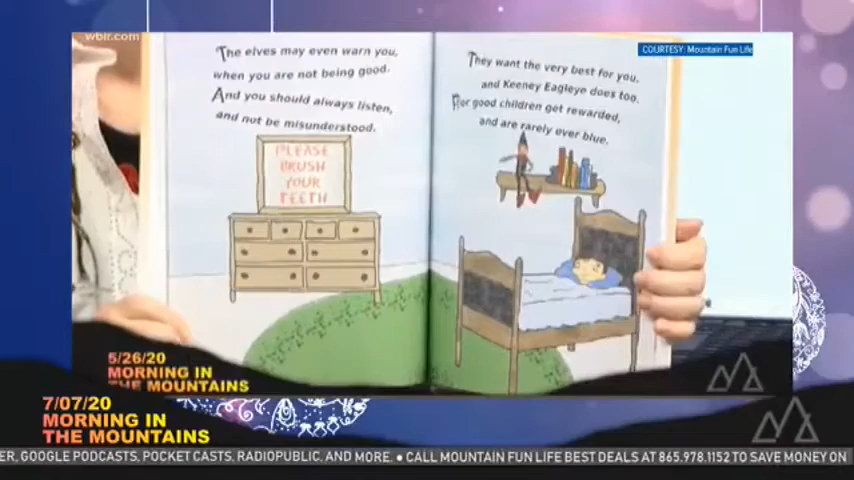 wbir.com
COURTESY: Mountain Fun Life
The elves may even warn you,
when you are not being good.
And you should always listen,
and not be misunderstood.
PLEASE
BRUSH
YOUR
TEETH
They want the very best for you,
and Keeney Eagleye does too.
For good children get rewarded,
and are rarely ever blue.
5/26/20
MORNING IN
THE MOUNTAINS
7/07/20
MORNING IN
THE MOUNTAINS
ER, GOOGLE PODCASTS, POCKET CASTS, RADIOPUBLIC, AND MORE. • CALL MOUNTAIN FUN LIFE BEST DEALS AT 865.978.1152 TO SAVE MONEY ON